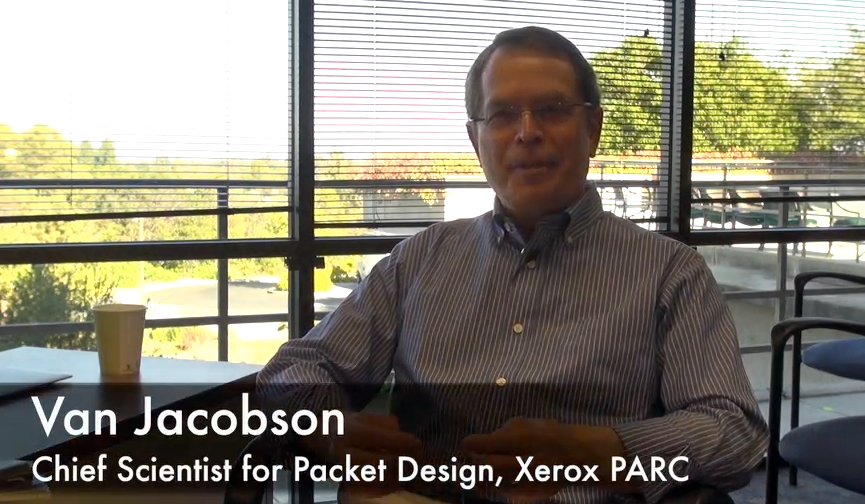 Van Jacobson
Chief Scientist for Packet Design, Xerox PARC